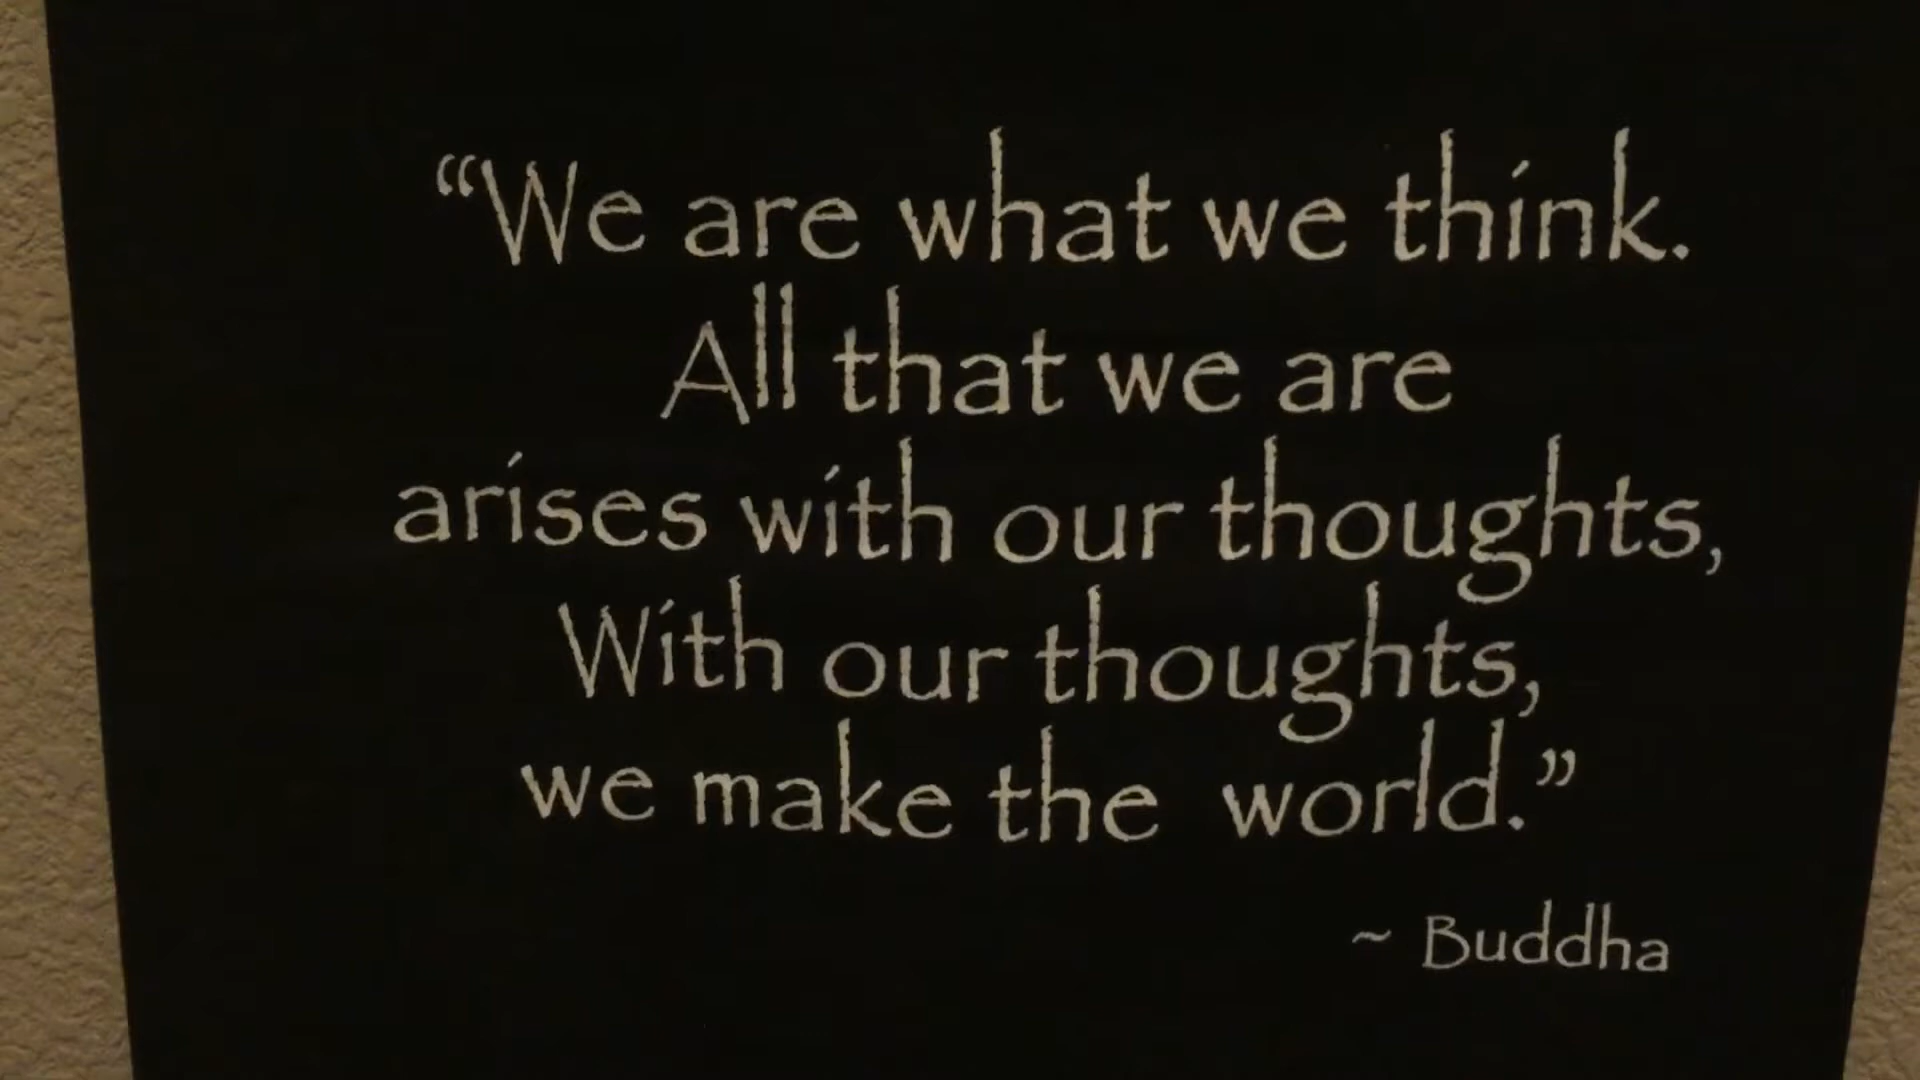 “We are what we think.
All that we are
arises with our thoughts,
With our thoughts,
we make the world.”
~ Buddha